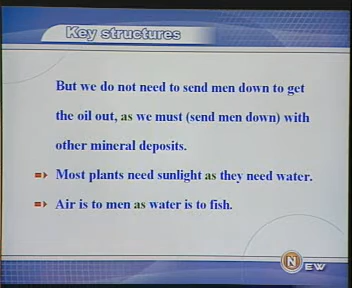 Key structures
But we do not need to send men down to get
the oil out, as we must (send men down) with
other mineral deposits.
Most plants need sunlight as they need water.
Air is to men as water is to fish.
NEW